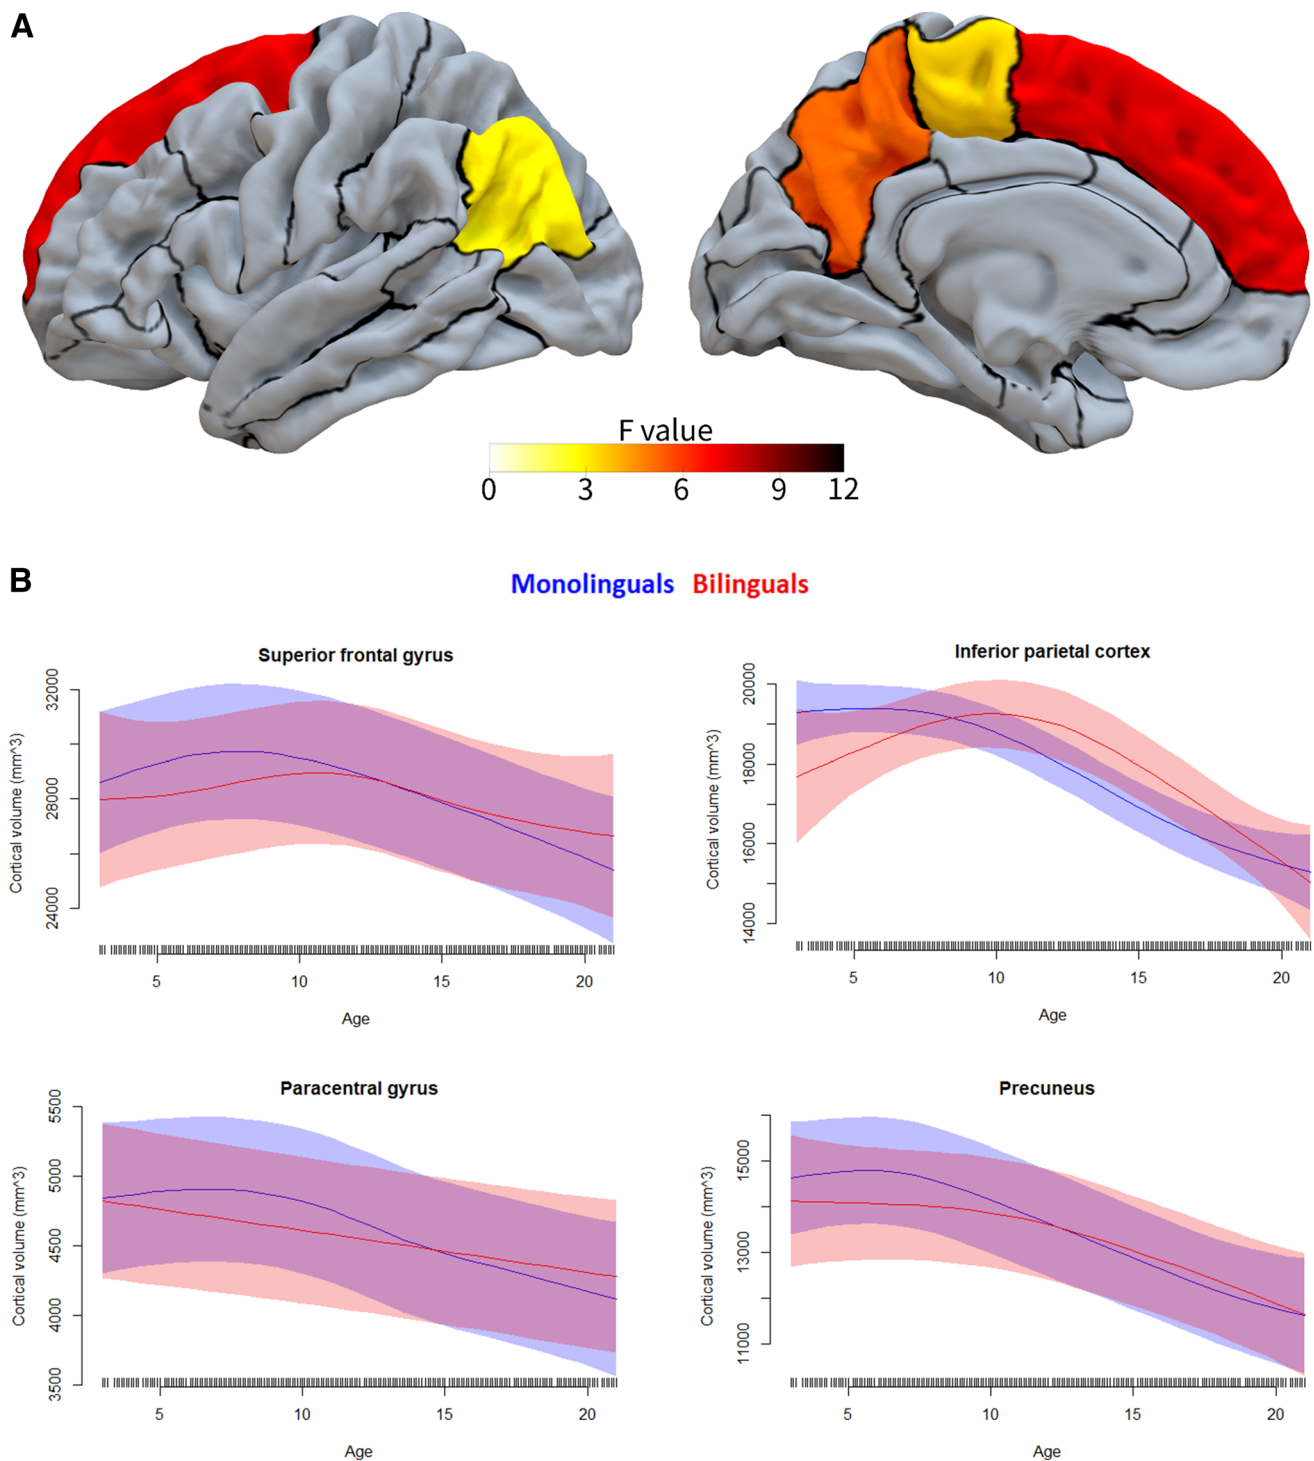 A
F value
0 3 6 9 12
B
Monolinguals Bilinguals
Superior frontal gyrus
Cortical volume (mm^3)
24000 28000 32000
5 10 15 20
Age
Inferior parietal cortex
Cortical volume (mm^3)
14000 16000 18000 20000
5 10 15 20
Age
Paracentral gyrus
Cortical volume (mm^3)
3500 4000 4500 5000 5500
5 10 15 20
Age
Precuneus
Cortical volume (mm^3)
11000 13000 15000
5 10 15 20
Age